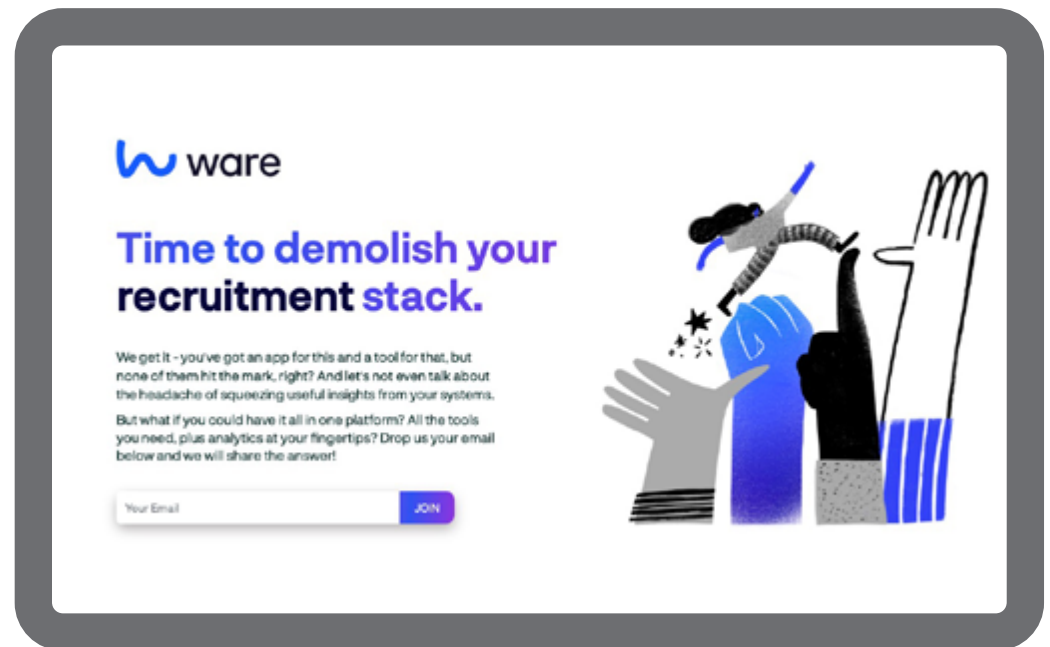 ware
Time to demolish your
recruitment stack.
We get it - you've got an app for this and a tool for that, but
none of them hit the mark, right? And let's not even talk about
the headache of squeezing useful insights from your systems.
But what if you could have it all in one platform? All the tools
you need, plus analytics at your fingertips? Drop us your email
below and we will share the answer!
Your Email JOIN